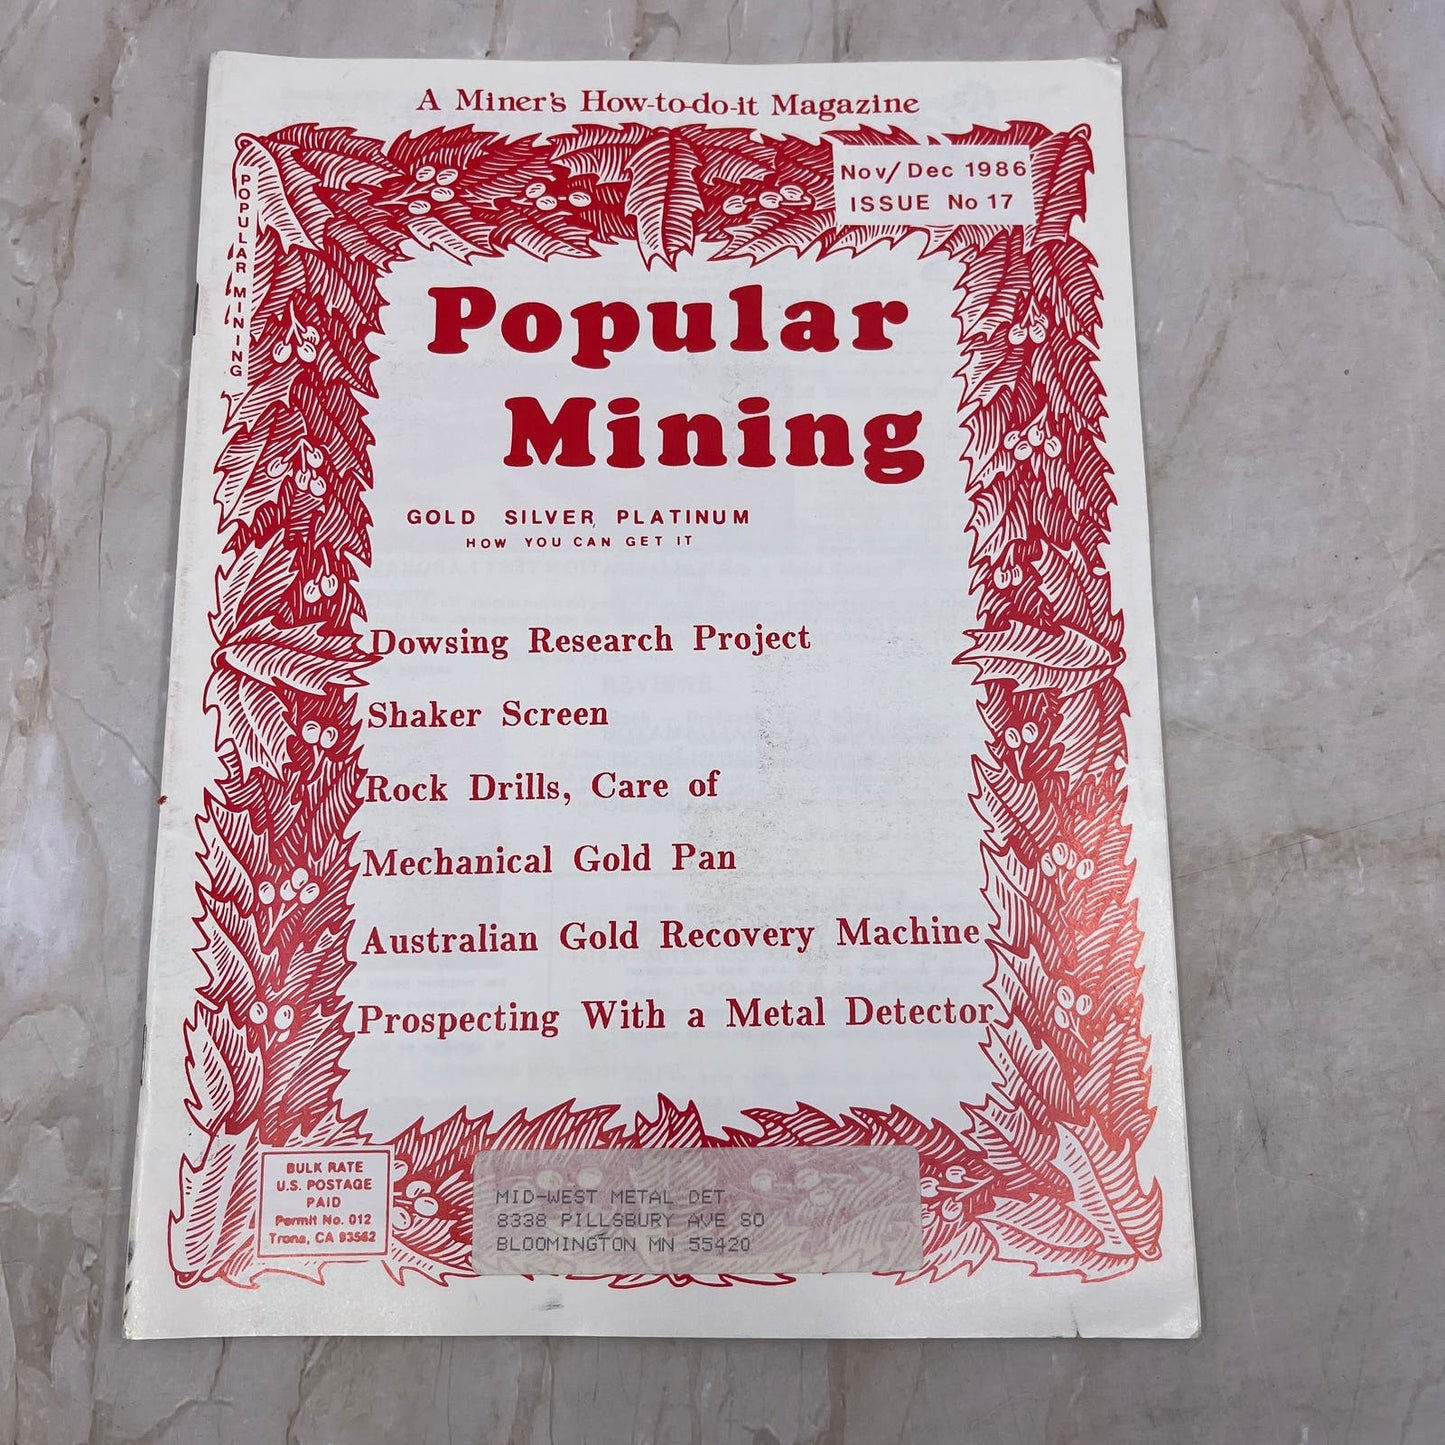 A Miner's How-to-do-it Magazine
Nov/Dec 1986
ISSUE No 17
POPULAR MINING
Popular
Mining
GOLD SILVER, PLATINUM
HOW YOU CAN GET IT
Dowsing Research Project
Shaker Screen
Rock Drills, Care of
Mechanical Gold Pan
Australian Gold Recovery Machine
Prospecting With a Metal Detector
BULK RATE
U.S. POSTAGE
PAID
Permit No. 012
Trona, CA 93562
MID-WEST METAL DET
8338 PILLSBURY AVE SO
BLOOMINGTON MN 55420